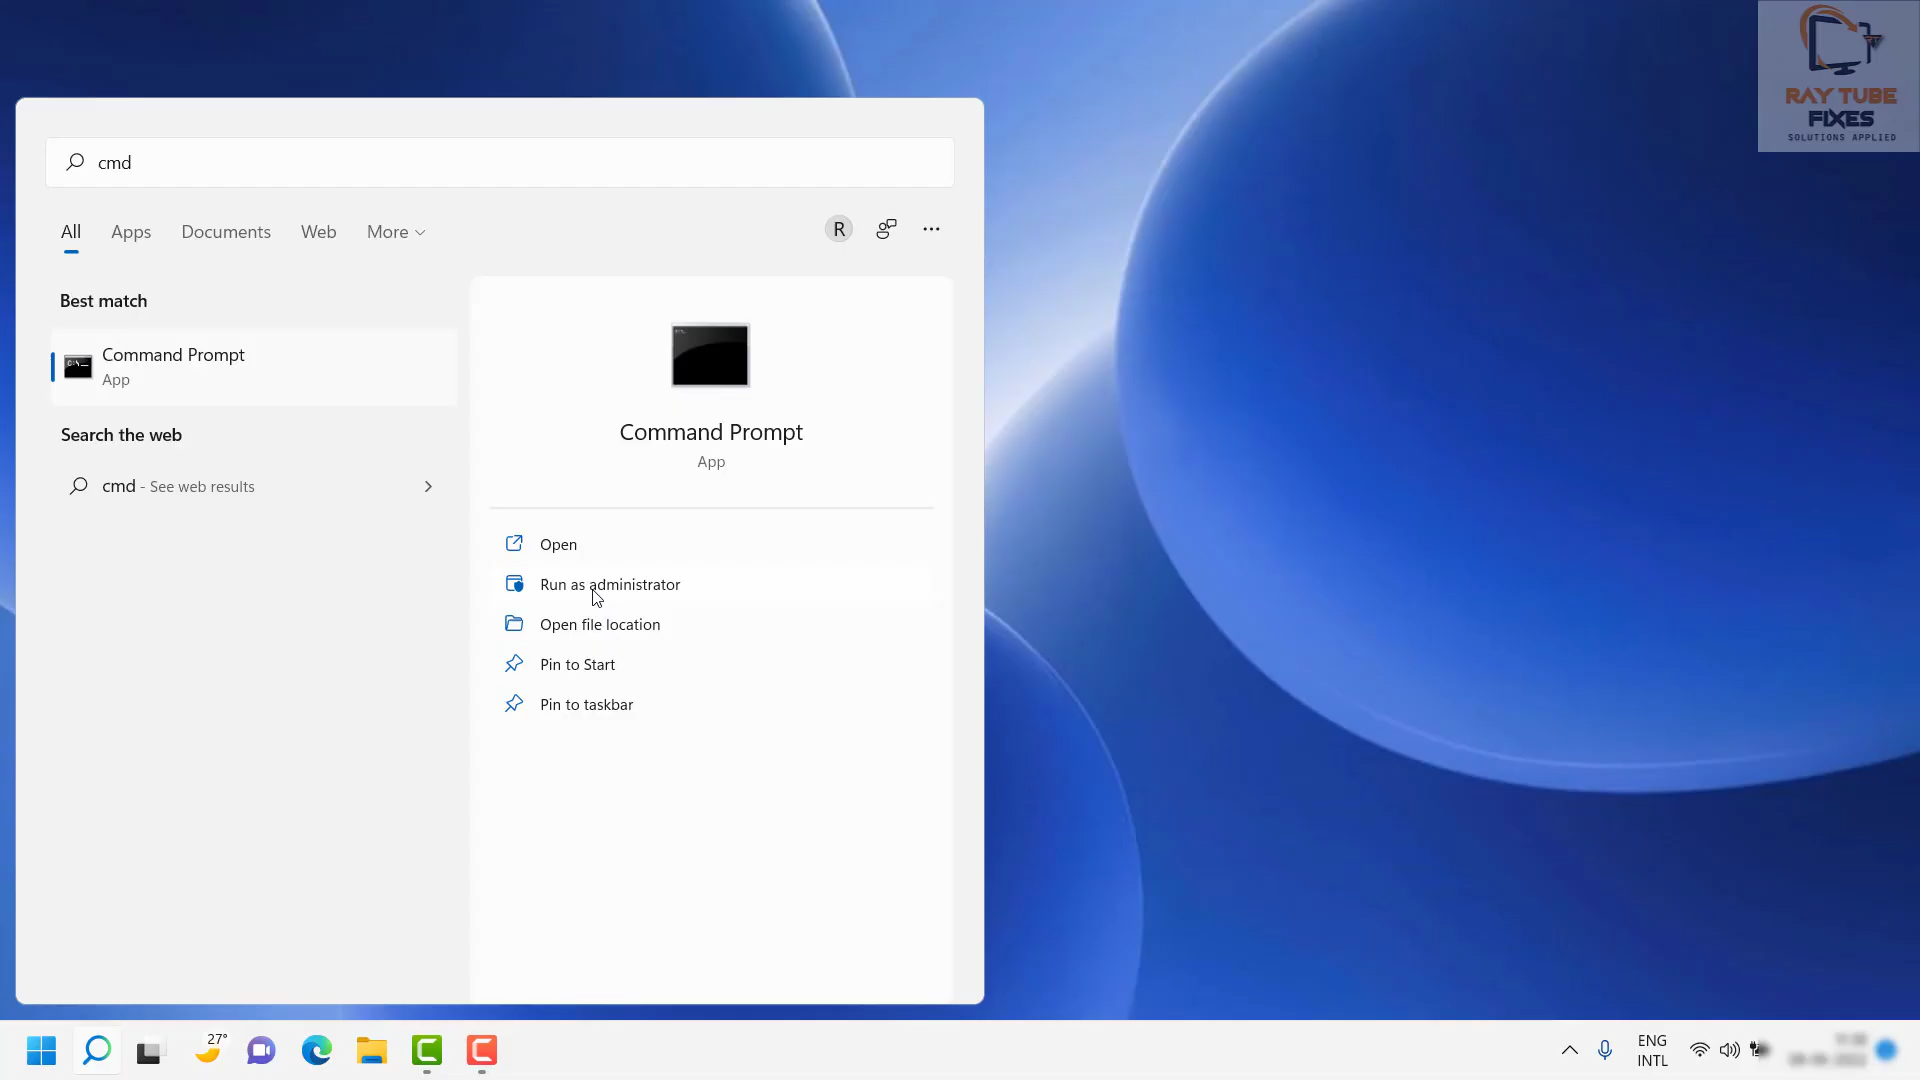 RAY TUBE
FIXES
SOLUTIONS APPLIED
cmd
All
Apps
Documents
Web
More
R
Best match
Command Prompt
App
Search the web
cmd - See web results
Command Prompt
App
Open
Run as administrator
Open file location
Pin to Start
Pin to taskbar
27°
ENG
INTL